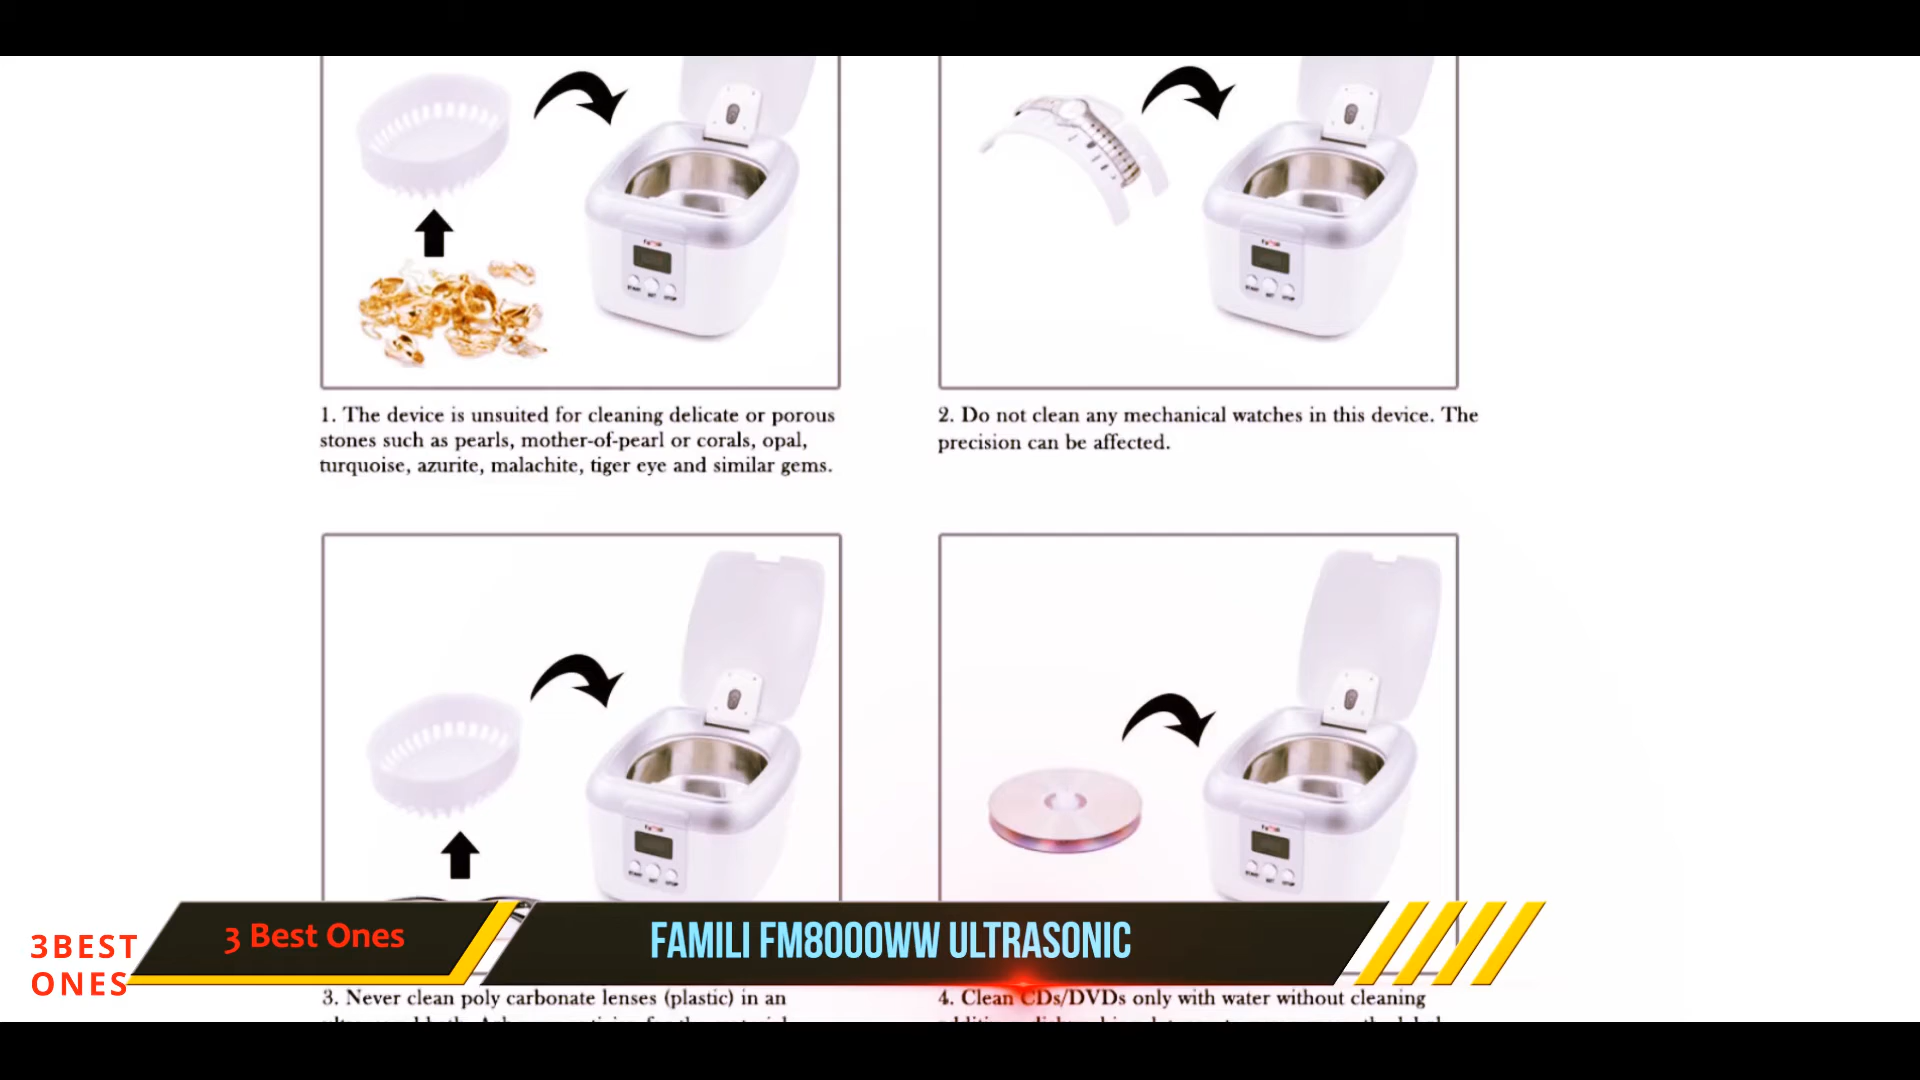 1. The device is unsuited for cleaning delicate or porous
stones such as pearls, mother-of-pearl or corals, opal,
turquoise, azurite, malachite, tiger eye and similar gems.
2. Do not clean any mechanical watches in this device. The
precision can be affected.
3BEST
ONES
3 Best Ones
FAMILI FM8000WW ULTRASONIC
3. Never clean poly carbonate lenses (plastic) in an
4. Clean CDs/DVDs only with water without cleaning